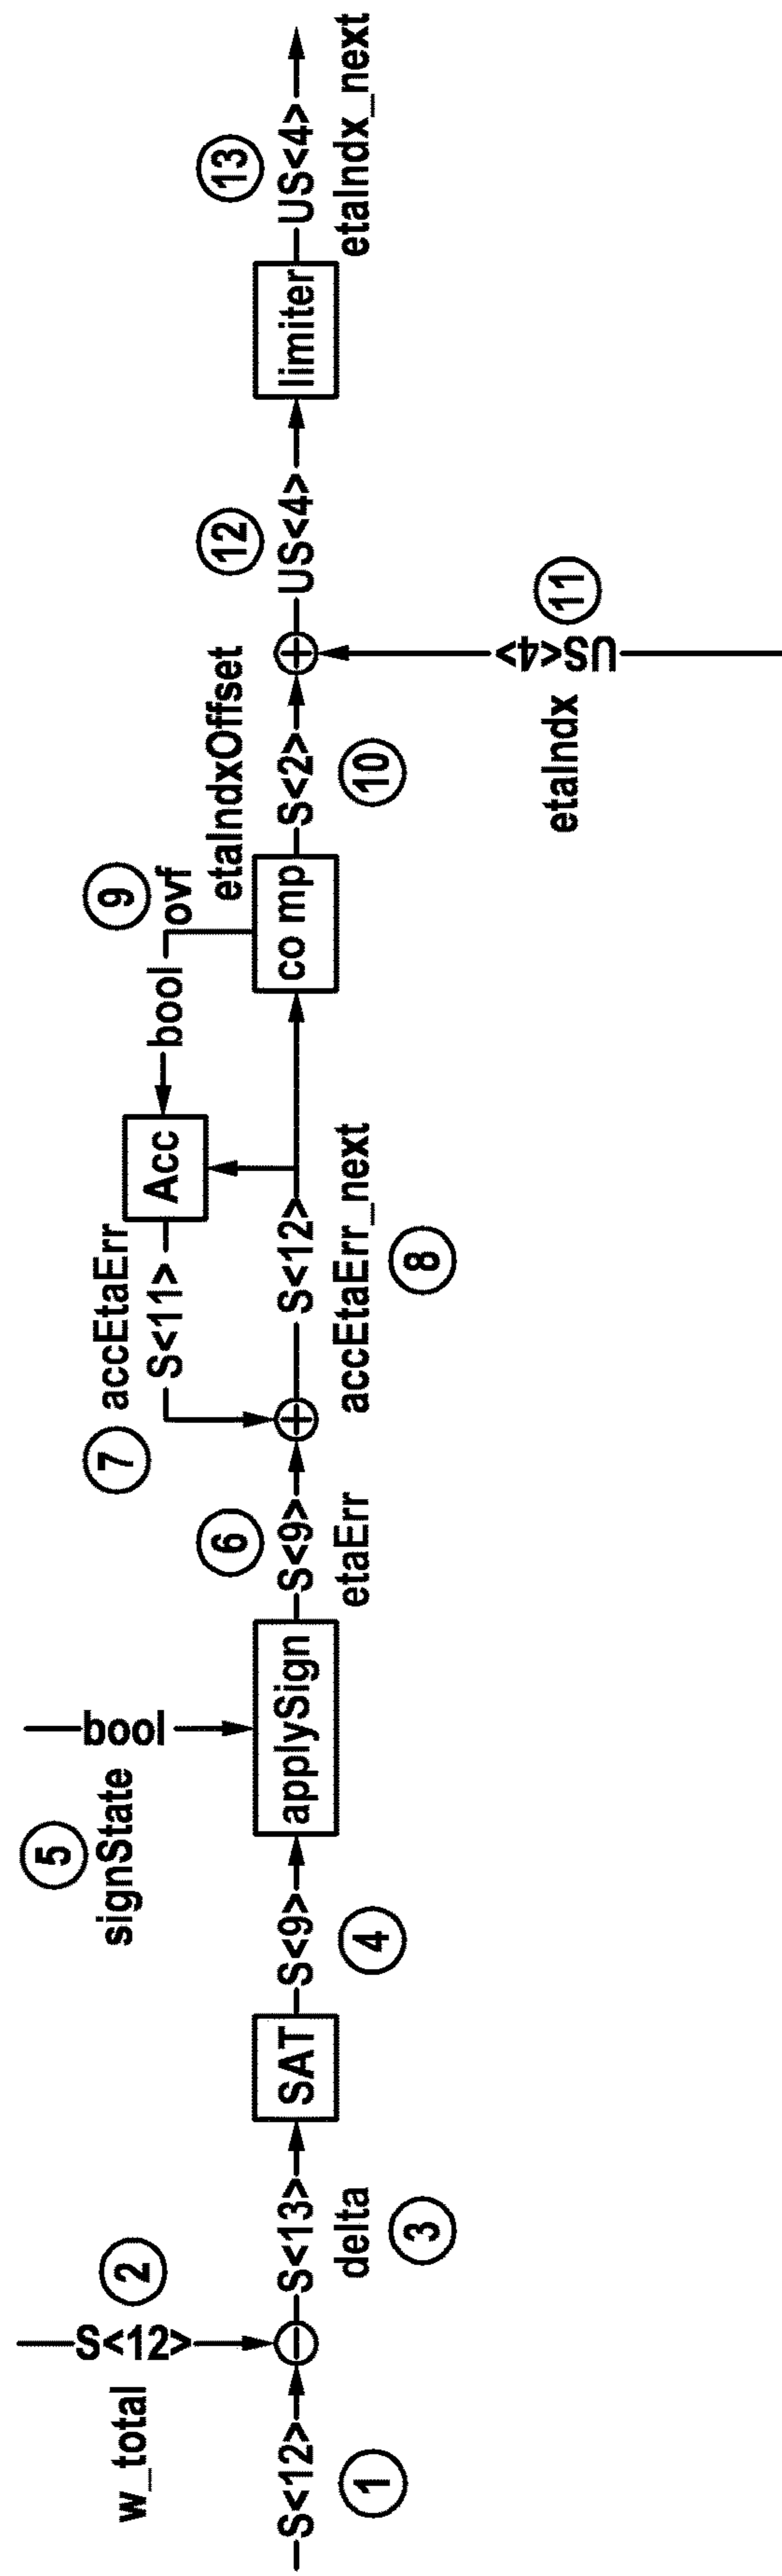 S<12>
1
w_total
S<12>
2
S<13>
delta
3
SAT
S<9>
4
5
signState
bool
applySign
6
S<9>
etaErr
7
accEtaErr
S<11>
Acc
S<12>
accEtaErr_next
8
bool
9
ovf
co mp
etaIndxOffset
S<2>
10
etaIndx
US<4>
11
12
US<4>
limiter
13
US<4>
etaIndx_next